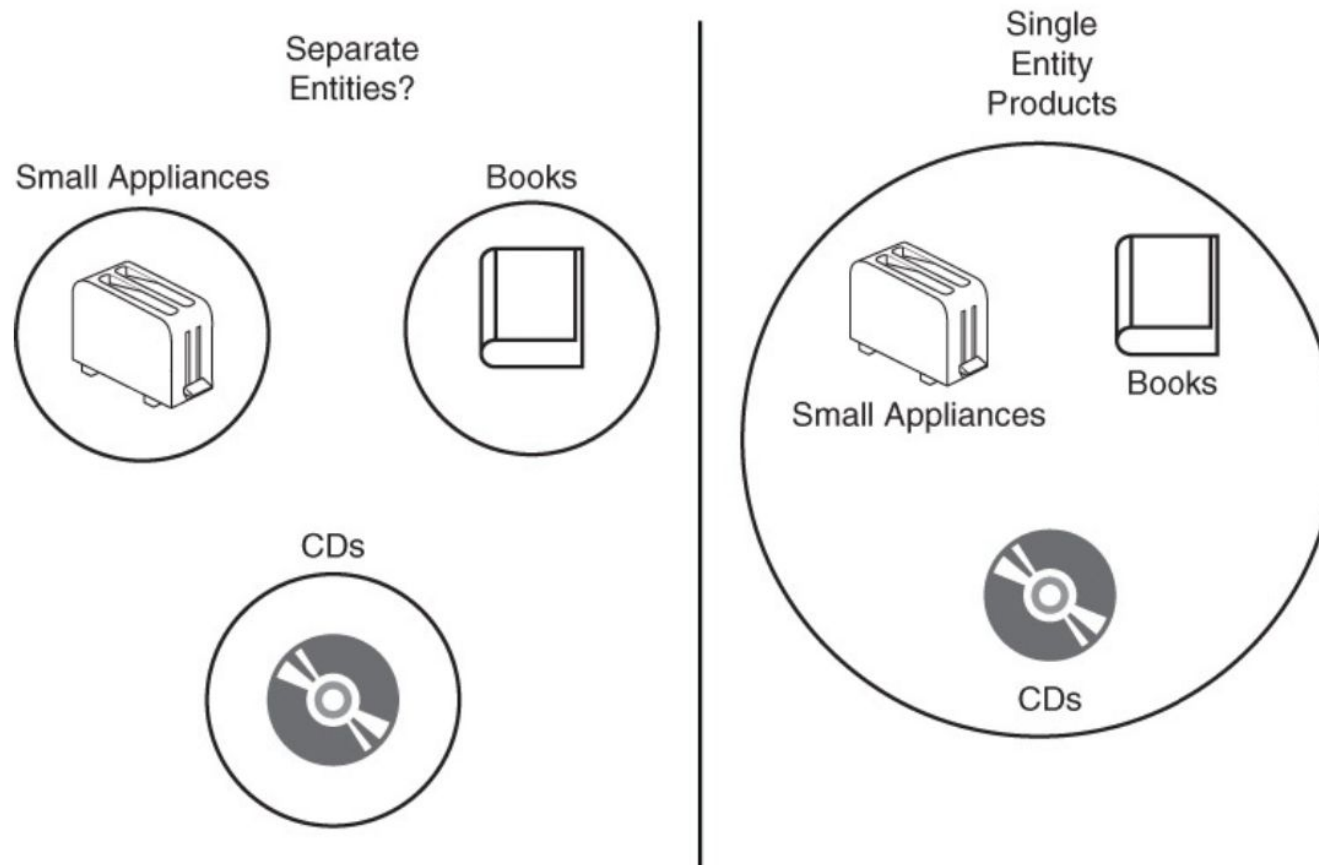 Separate
Entities?
Small Appliances
Books
CDs
Single
Entity
Products
Small Appliances
Books
CDs